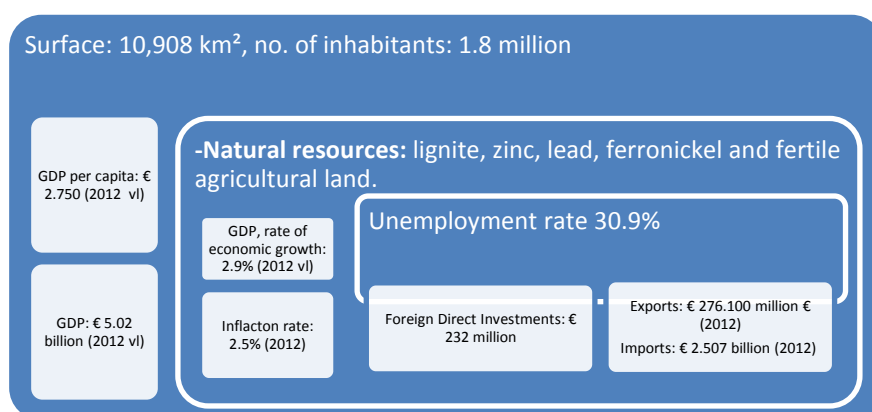 Surface: 10,908 km², no. of inhabitants: 1.8 million
GDP per capita: €
2.750 (2012 vl)
GDP: € 5.02
billion (2012 vl)
-Natural resources: lignite, zinc, lead, ferronickel and fertile
agricultural land.
GDP, rate of
economic growth:
2.9% (2012 vl)
Inflacton rate:
2.5% (2012)
Unemployment rate 30.9%
Foreign Direct Investments: €
232 million
Exports: € 276.100 million €
(2012)
Imports: € 2.507 billion (2012)